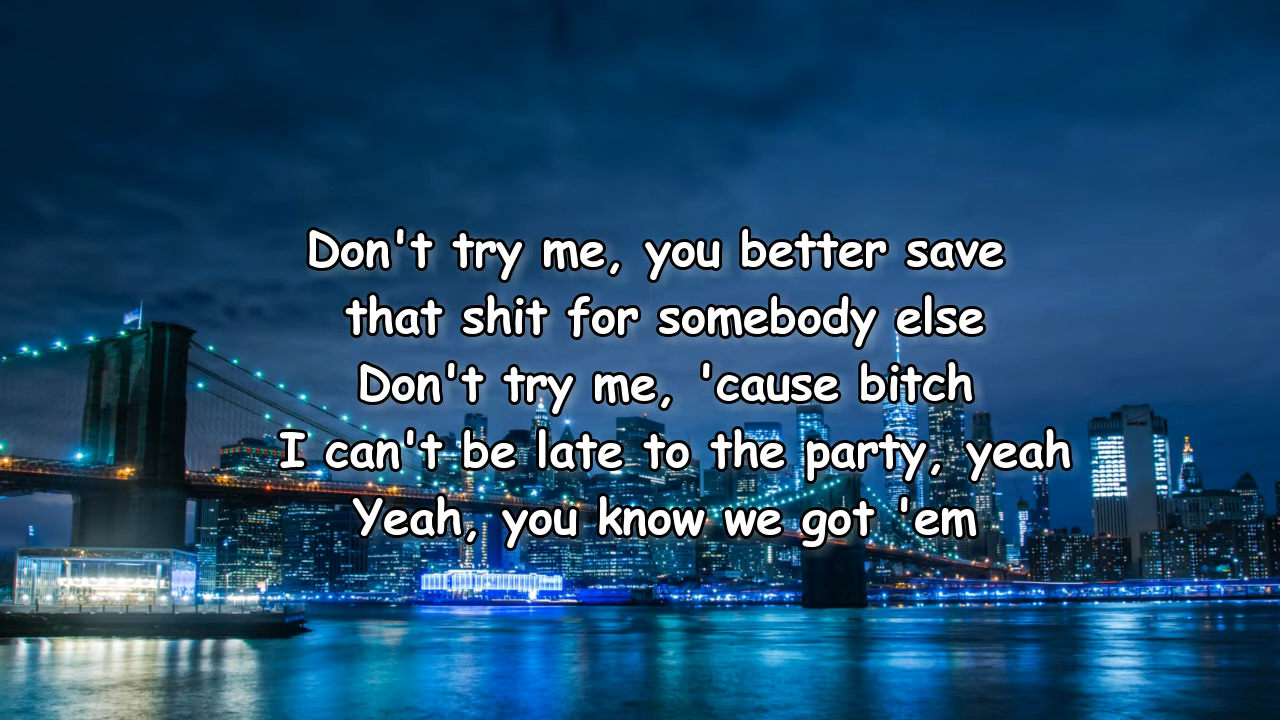 Don't try me, you better save
that shit for somebody else
Don't try me, 'cause bitch
I can't be late to the party, yeah
Yeah, you know we got 'em